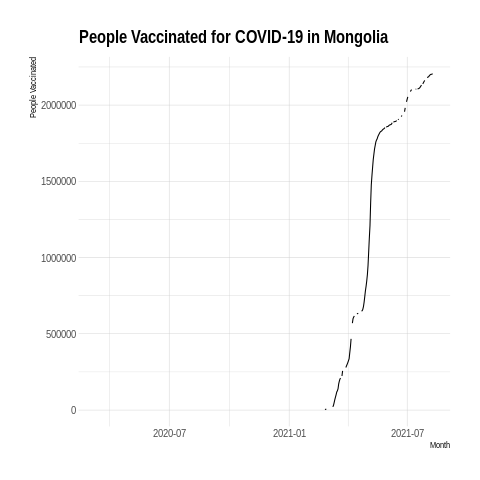 People Vaccinated for COVID-19 in Mongolia
People Vaccinated
2000000
1500000
1000000
500000
0
2020-07 2021-01 2021-07
Month